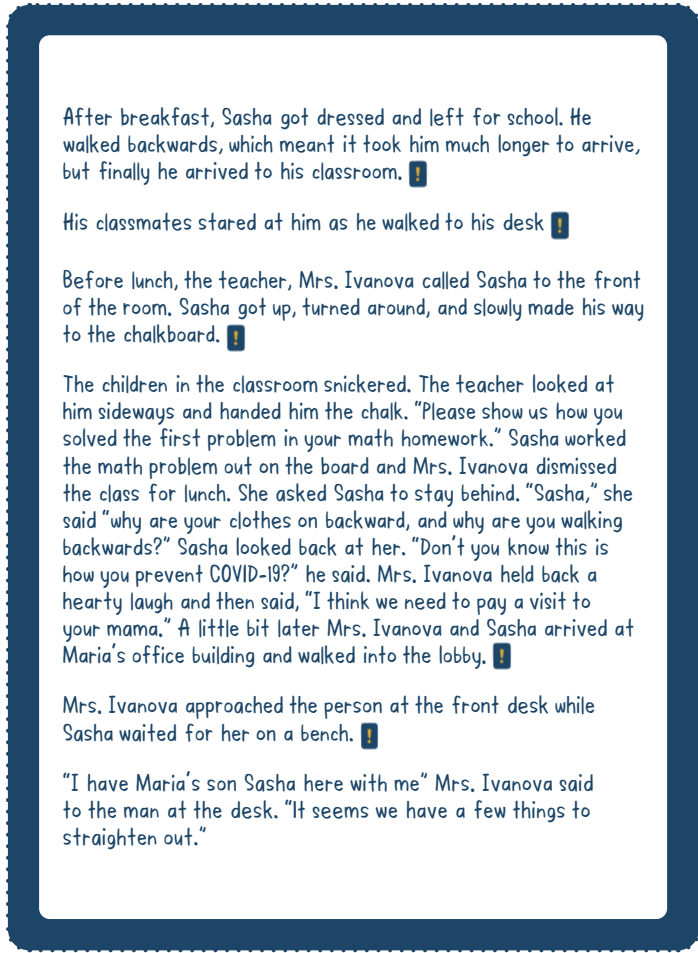 After breakfast, Sasha got dressed and left for school. He
walked backwards, which meant it took him much longer to arrive,
but finally he arrived to his classroom. !
His classmates stared at him as he walked to his desk !
Before lunch, the teacher, Mrs. Ivanova called Sasha to the front
of the room. Sasha got up, turned around, and slowly made his way
to the chalkboard. !
The children in the classroom snickered. The teacher looked at
him sideways and handed him the chalk. “Please show us how you
solved the first problem in your math homework.” Sasha worked
the math problem out on the board and Mrs. Ivanova dismissed
the class for lunch. She asked Sasha to stay behind. “Sasha,” she
said “why are your clothes on backward, and why are you walking
backwards?” Sasha looked back at her. “Don’t you know this is
how you prevent COVID-19?” he said. Mrs. Ivanova held back a
hearty laugh and then said, “I think we need to pay a visit to
your mama.” A little bit later Mrs. Ivanova and Sasha arrived at
Maria’s office building and walked into the lobby. !
Mrs. Ivanova approached the person at the front desk while
Sasha waited for her on a bench. !
“I have Maria’s son Sasha here with me” Mrs. Ivanova said
to the man at the desk. “It seems we have a few things to
straighten out.”